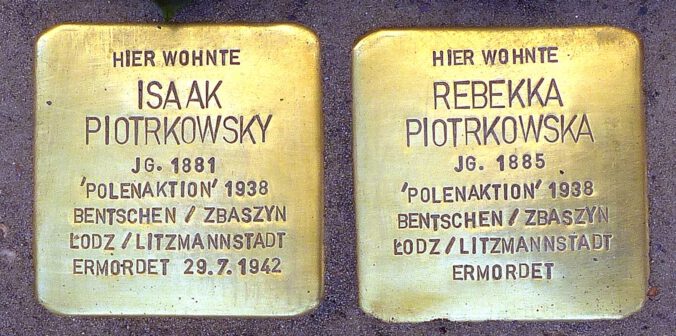 HIER WOHNTE
ISAAK
PIOTRKOWSKY
JG. 1881
'POLENAKTION' 1938
BENTSCHEN / ZBASZYN
ŁODZ / LITZMANNSTADT
ERMORDET 29.7.1942
HIER WOHNTE
REBEKKA
PIOTRKOWSKA
JG. 1885
'POLENAKTION' 1938
BENTSCHEN / ZBASZYN
ŁODZ / LITZMANNSTADT
ERMORDET